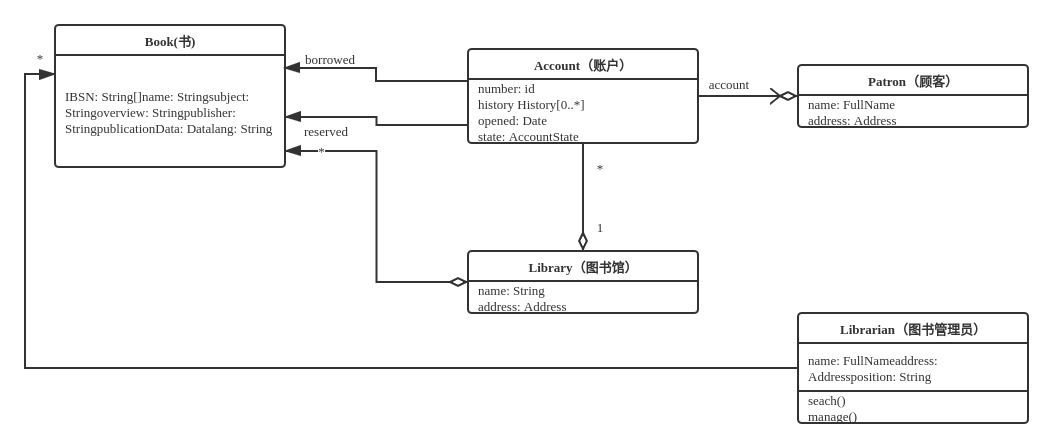 Book(书)
IBSN: String[]name: Stringsubject:
Stringoverview: Stringpublisher:
StringpublicationData: Datalang: String
*
borrowed
reserved
*
Account（账户）
number: id
history History[0..*]
opened: Date
state: AccountState
account
Patron（顾客）
name: FullName
address: Address
*
1
Library（图书馆）
name: String
address: Address
Librarian（图书管理员）
name: FullNameaddress:
Addressposition: String
seach()
manage()